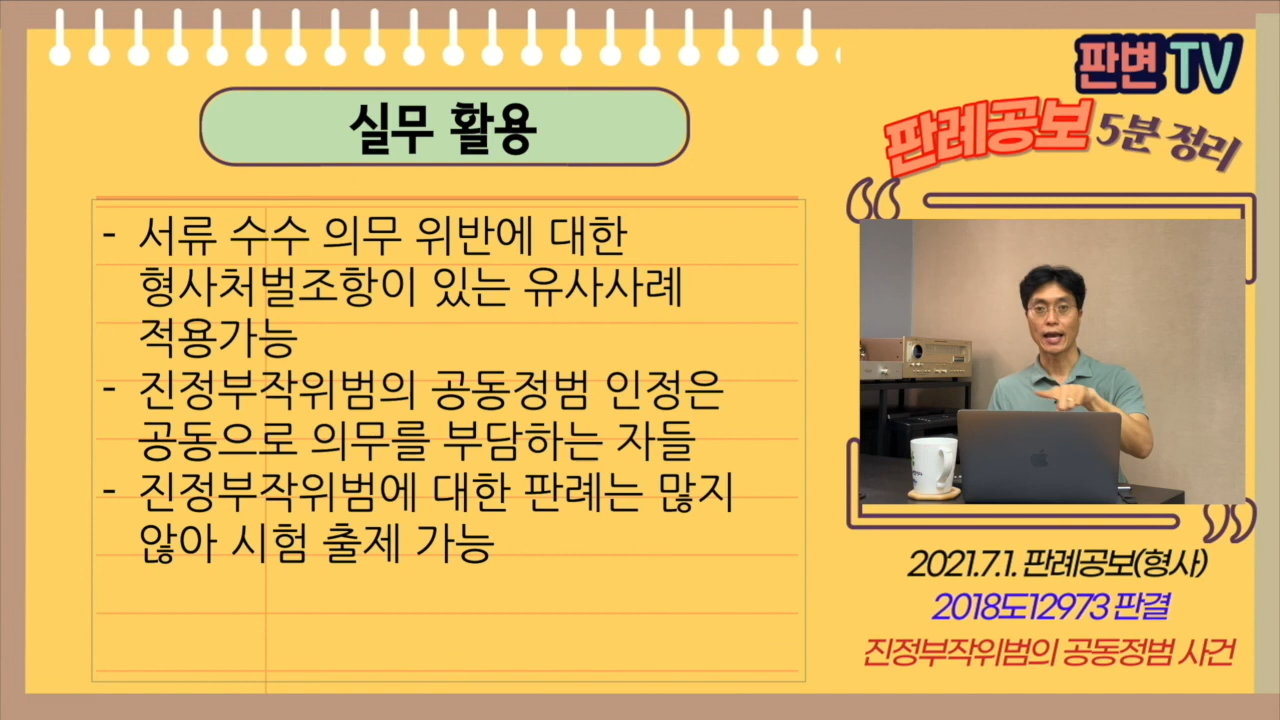 실무 활용
- 서류 수수 의무 위반에 대한
형사처벌조항이 있는 유사사례
적용가능
- 진정부작위범의 공동정범 인정은
공동으로 의무를 부담하는 자들
- 진정부작위범에 대한 판례는 많지
않아 시험 출제 가능
판변 TV
판례공보 5분 정리
2021.7.1. 판례공보(형사)
2018도12973 판결
진정부작위범의 공동정범 사건